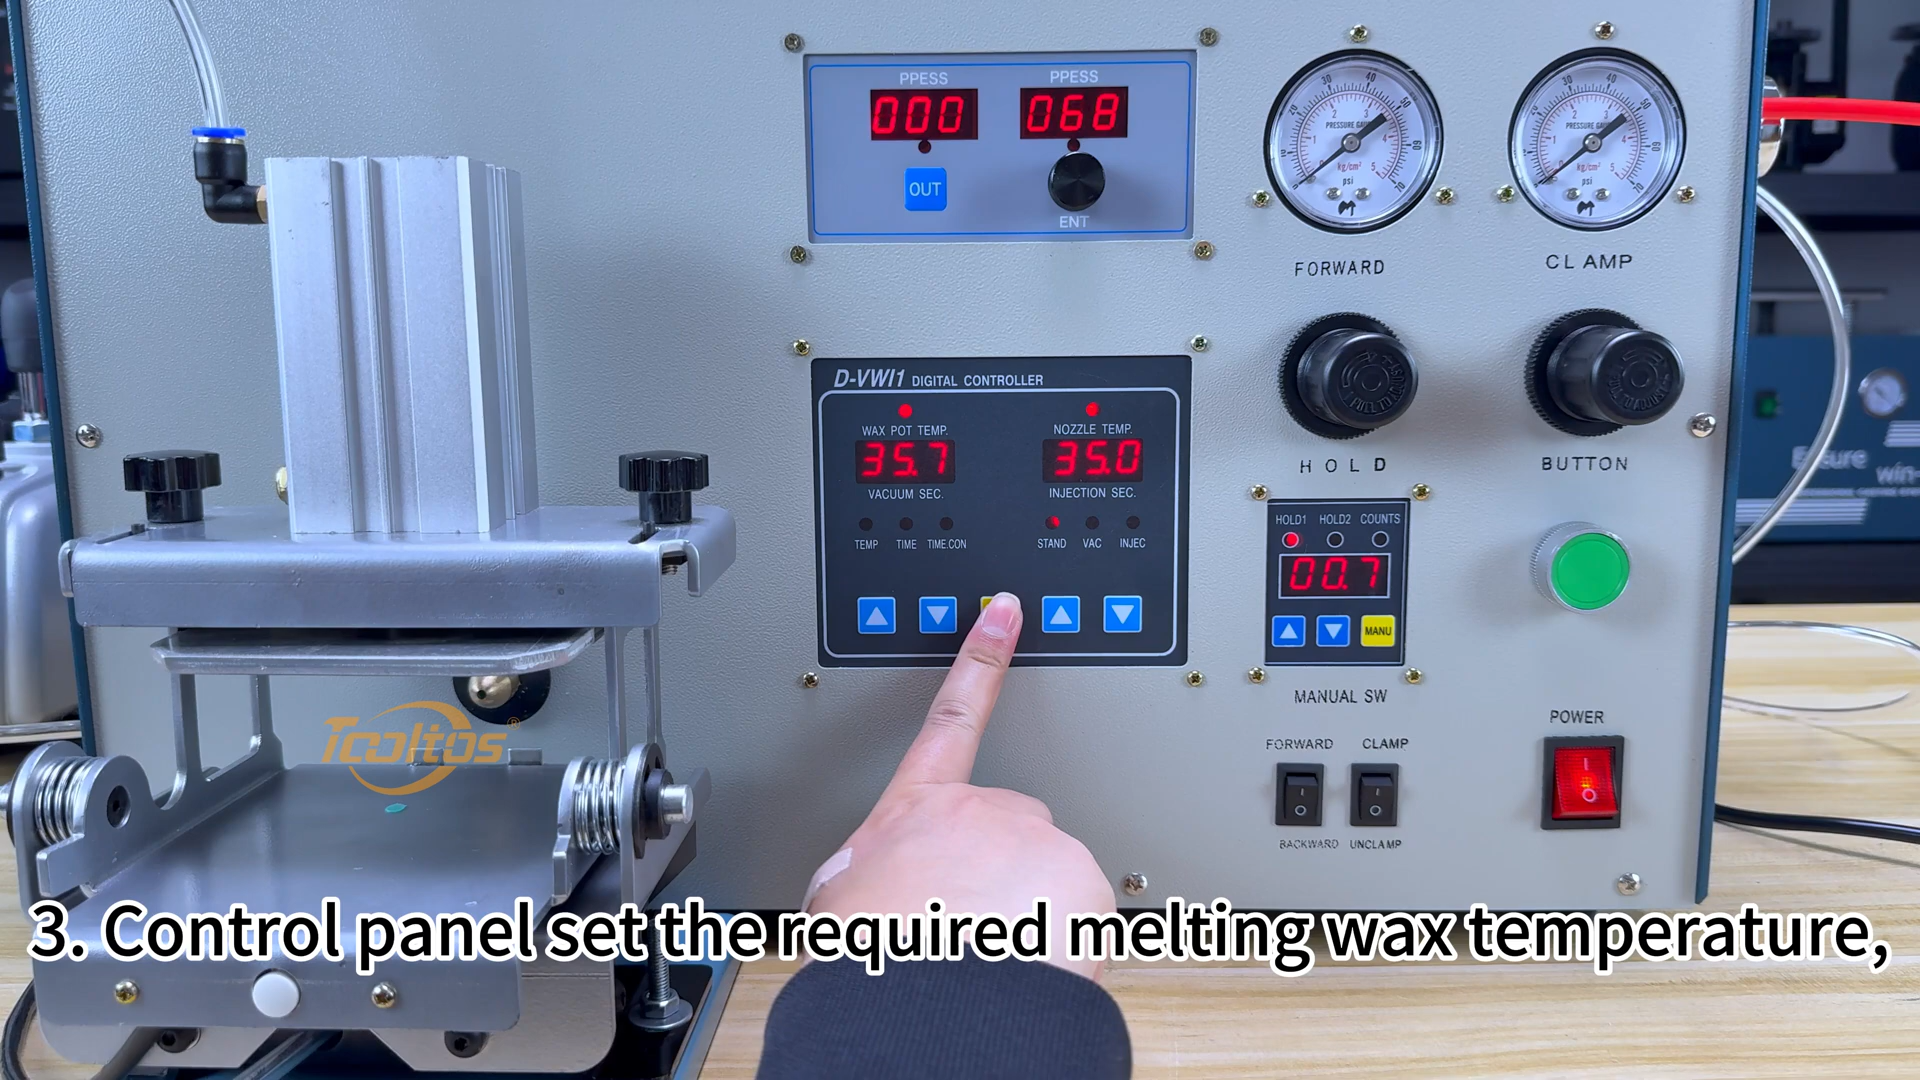 PPESS PPESS
000 068
OUT
ENT
PRESSURE GAUGE
kg/cm²
psi
PRESSURE GAUGE
kg/cm²
psi
FORWARD
CLAMP
D-VWI1 DIGITAL CONTROLLER
WAX POT TEMP. NOZZLE TEMP.
35.7 35.0
VACUUM SEC. INJECTION SEC.
TEMP TIME TIME.CON STAND VAC INJEC
HOLD
BUTTON
HOLD1 HOLD2 COUNTS
00.7
MANU
MANUAL SW
FORWARD CLAMP
BACKWARD UNCLAMP
POWER
Tooltos®
3. Control panel set the required melting wax temperature,